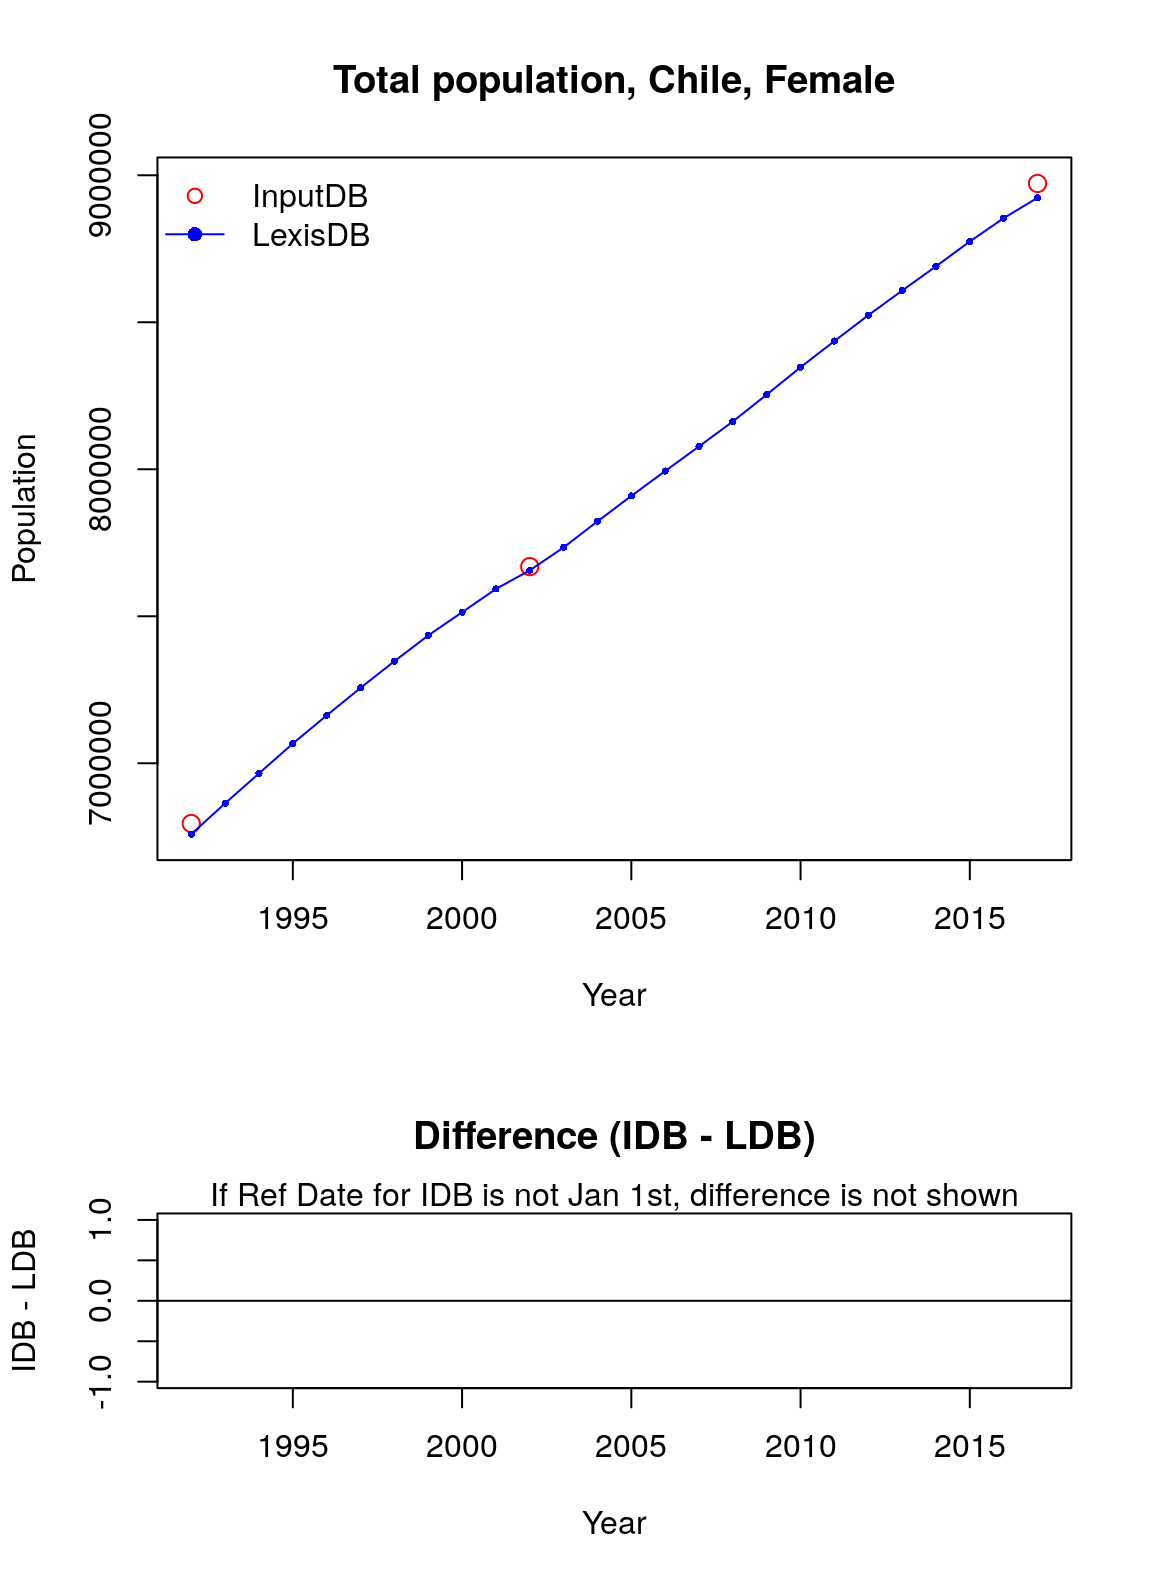 Total population, Chile, Female
9000000
8000000
7000000
Population
InputDB
LexisDB
1995 2000 2005 2010 2015
Year
Difference (IDB - LDB)
If Ref Date for IDB is not Jan 1st, difference is not shown
1.0
0.0
-1.0
IDB - LDB
1995 2000 2005 2010 2015
Year